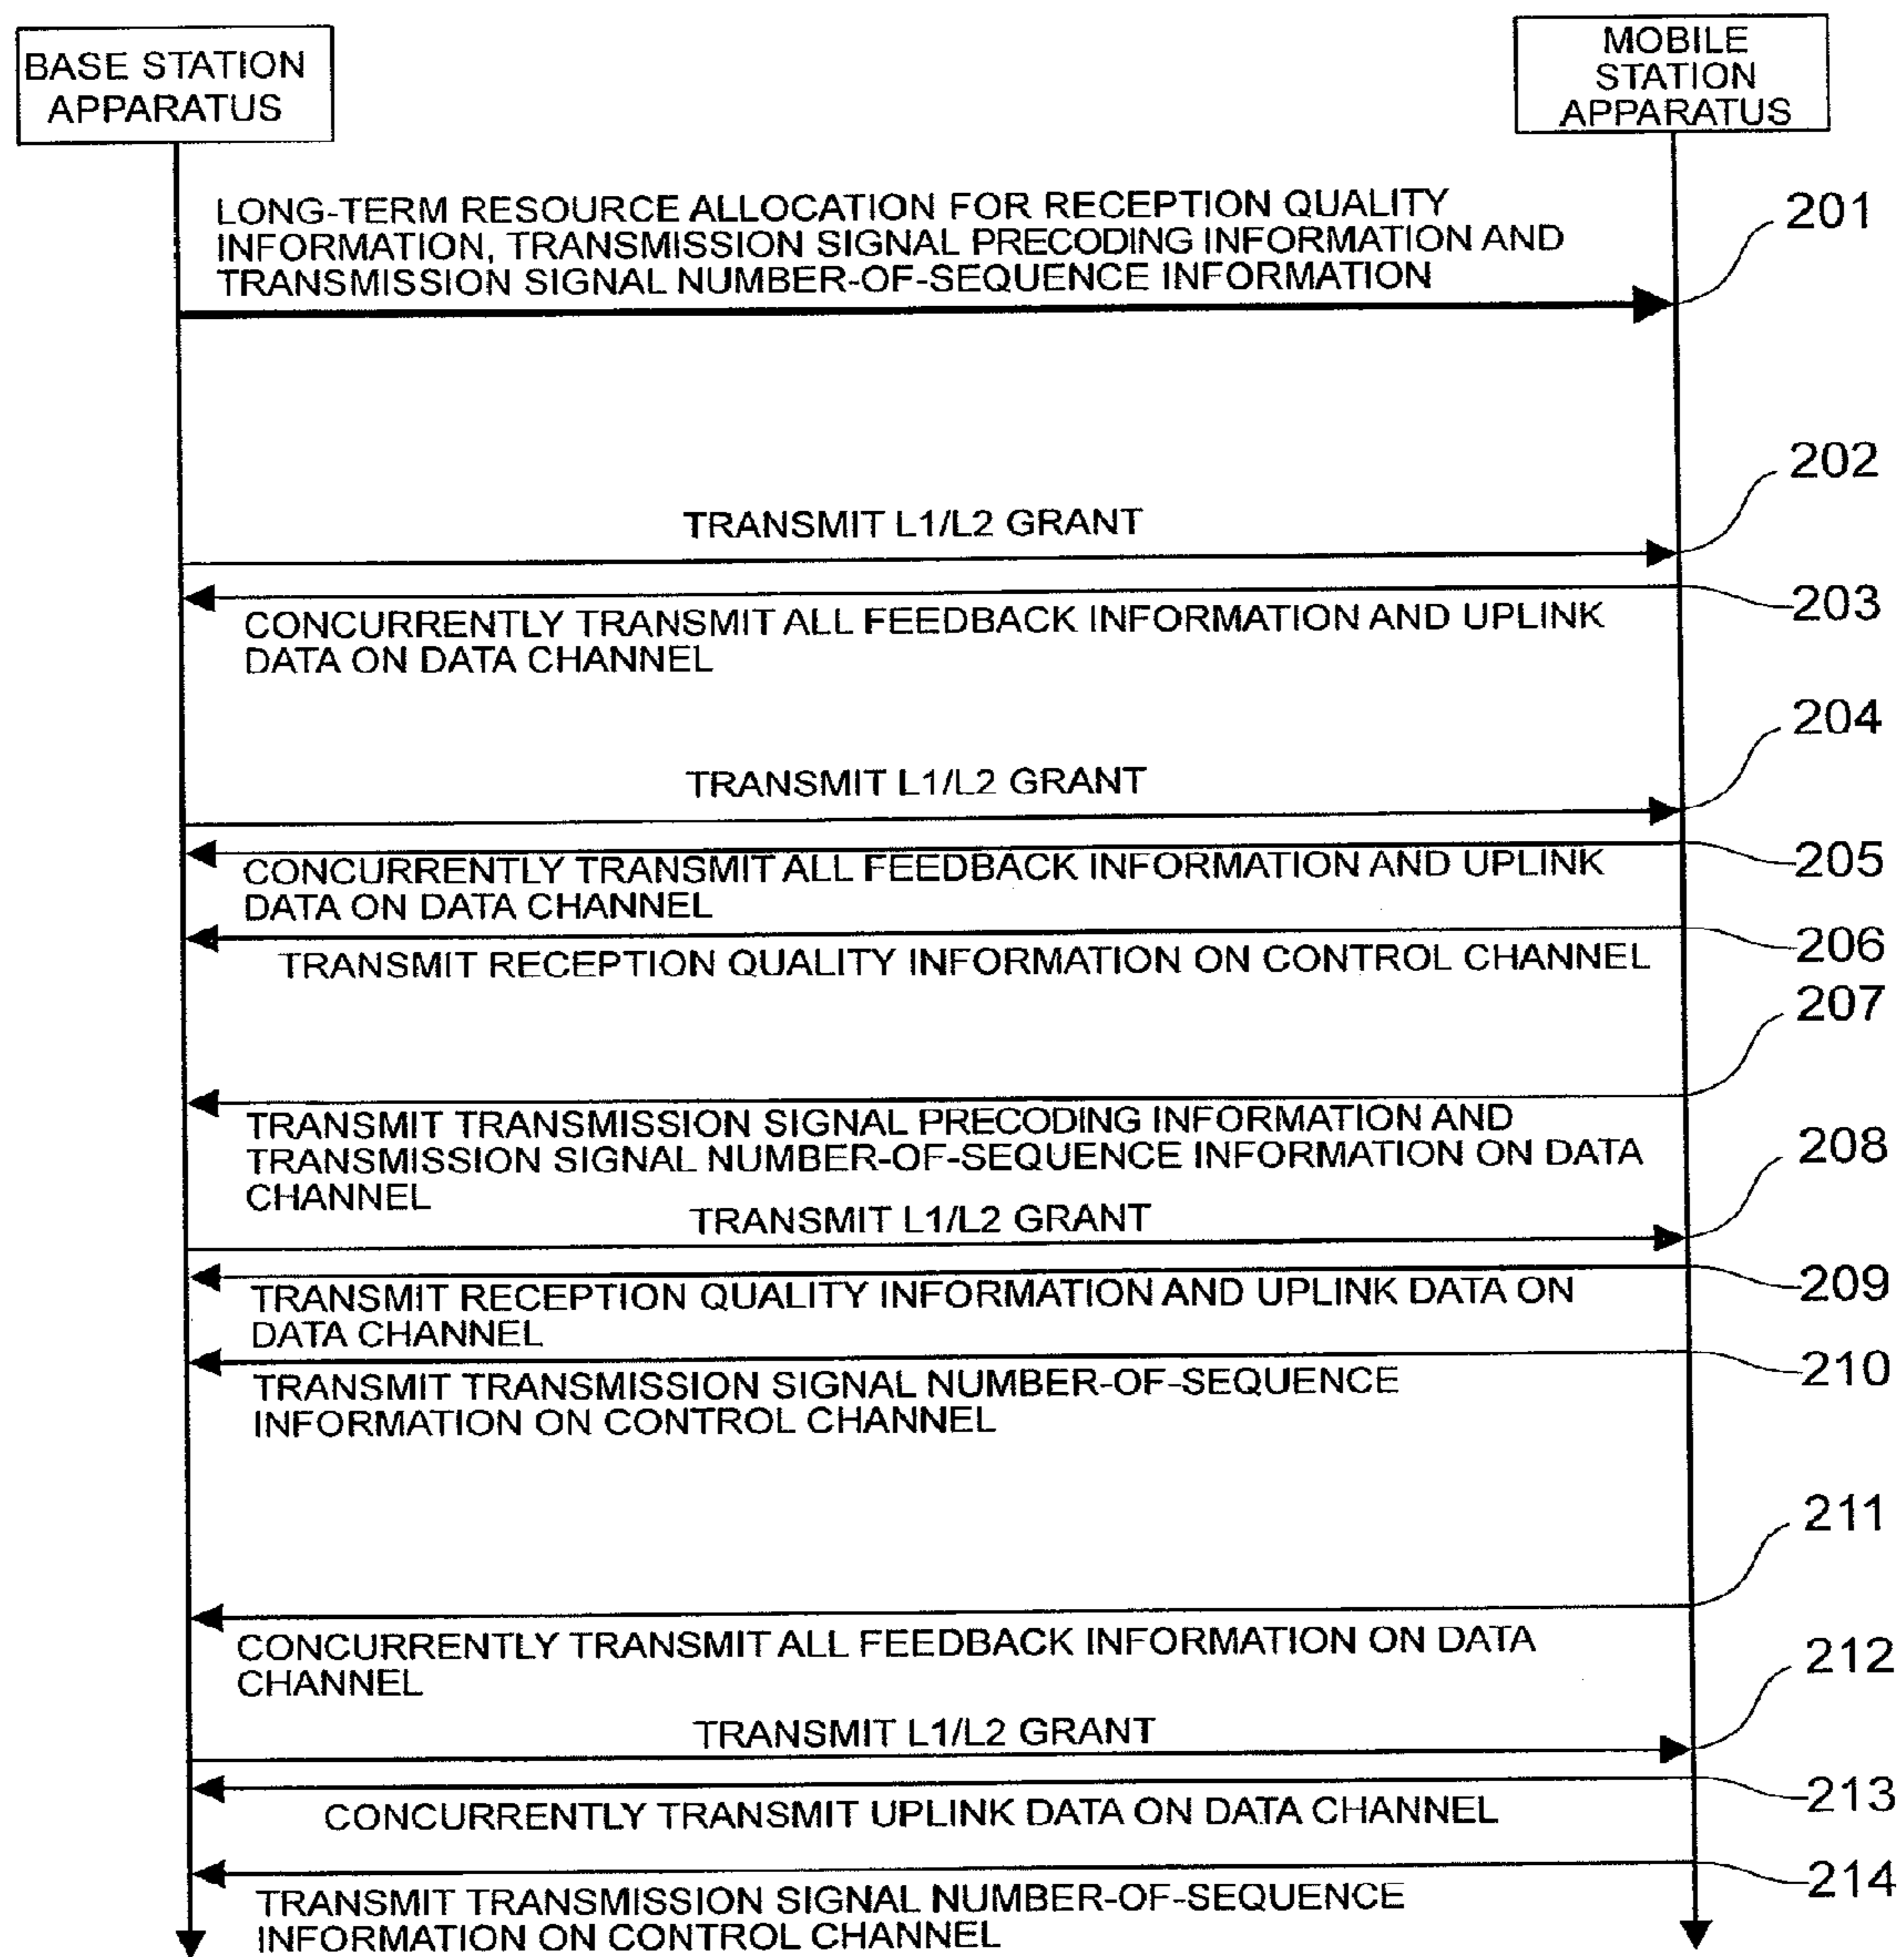 BASE STATION
APPARATUS
MOBILE
STATION
APPARATUS
LONG-TERM RESOURCE ALLOCATION FOR RECEPTION QUALITY
INFORMATION, TRANSMISSION SIGNAL PRECODING INFORMATION AND
TRANSMISSION SIGNAL NUMBER-OF-SEQUENCE INFORMATION
201
202
TRANSMIT L1/L2 GRANT
203
CONCURRENTLY TRANSMIT ALL FEEDBACK INFORMATION AND UPLINK
DATA ON DATA CHANNEL
204
TRANSMIT L1/L2 GRANT
205
CONCURRENTLY TRANSMIT ALL FEEDBACK INFORMATION AND UPLINK
DATA ON DATA CHANNEL
206
TRANSMIT RECEPTION QUALITY INFORMATION ON CONTROL CHANNEL
207
TRANSMIT TRANSMISSION SIGNAL PRECODING INFORMATION AND
TRANSMISSION SIGNAL NUMBER-OF-SEQUENCE INFORMATION ON DATA
CHANNEL
208
TRANSMIT L1/L2 GRANT
209
TRANSMIT RECEPTION QUALITY INFORMATION AND UPLINK DATA ON
DATA CHANNEL
210
TRANSMIT TRANSMISSION SIGNAL NUMBER-OF-SEQUENCE
INFORMATION ON CONTROL CHANNEL
211
CONCURRENTLY TRANSMIT ALL FEEDBACK INFORMATION ON DATA
CHANNEL
212
TRANSMIT L1/L2 GRANT
213
CONCURRENTLY TRANSMIT UPLINK DATA ON DATA CHANNEL
214
TRANSMIT TRANSMISSION SIGNAL NUMBER-OF-SEQUENCE
INFORMATION ON CONTROL CHANNEL